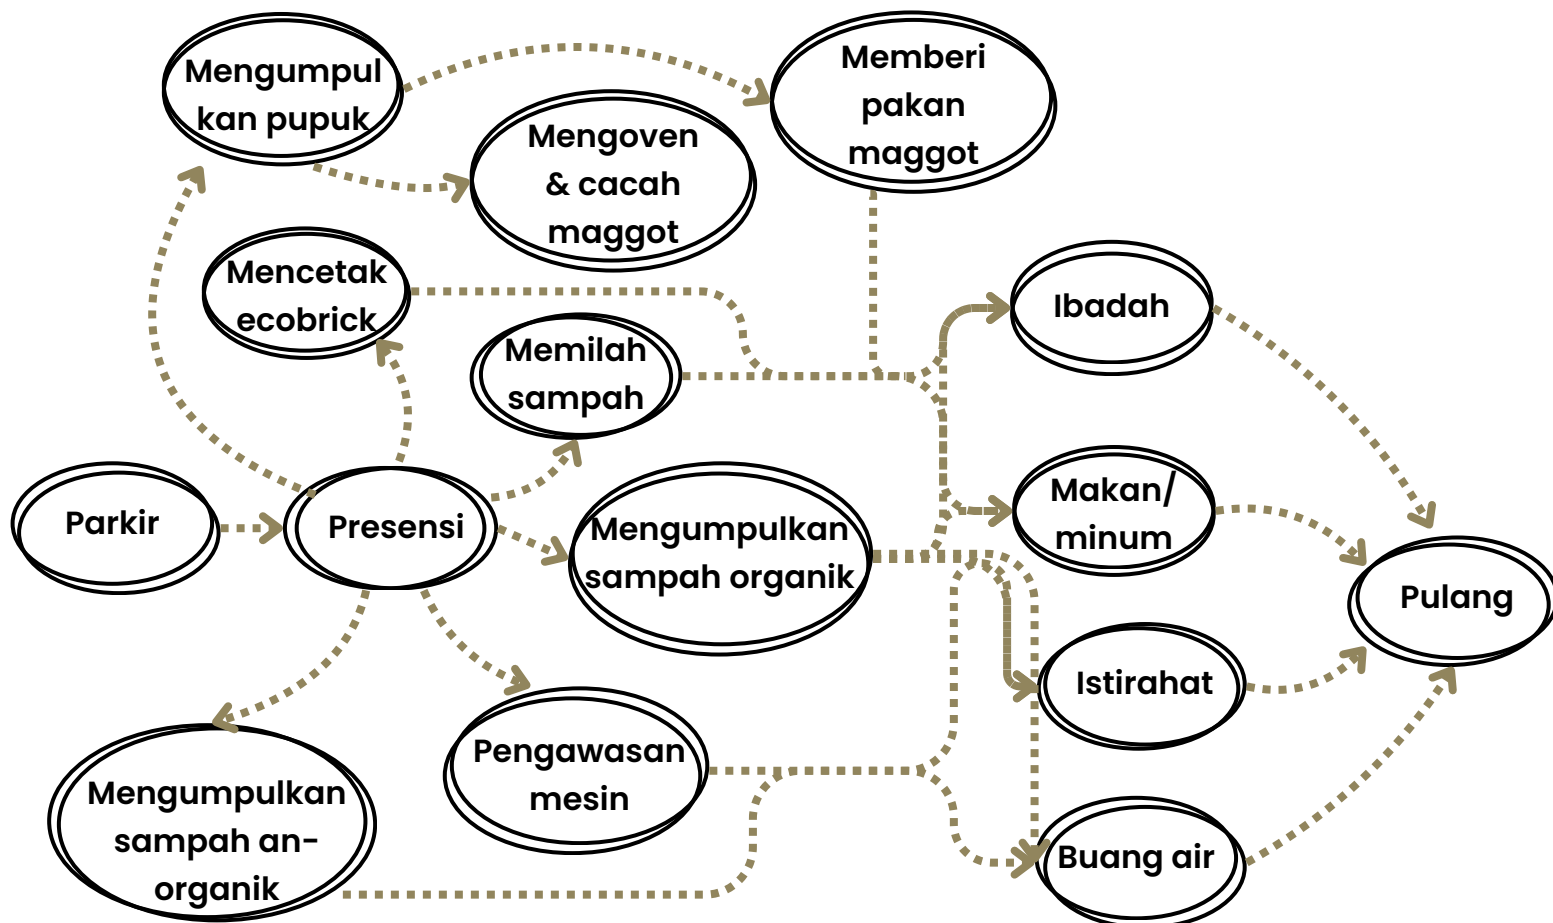 Mengumpul
kan pupuk
Memberi
pakan
maggot
Mengoven
& cacah
maggot
Mencetak
ecobrick
Ibadah
Memilah
sampah
Parkir
Presensi
Mengumpulkan
sampah organik
Makan/
minum
Pulang
Istirahat
Pengawasan
mesin
Mengumpulkan
sampah an-
organik
Buang air